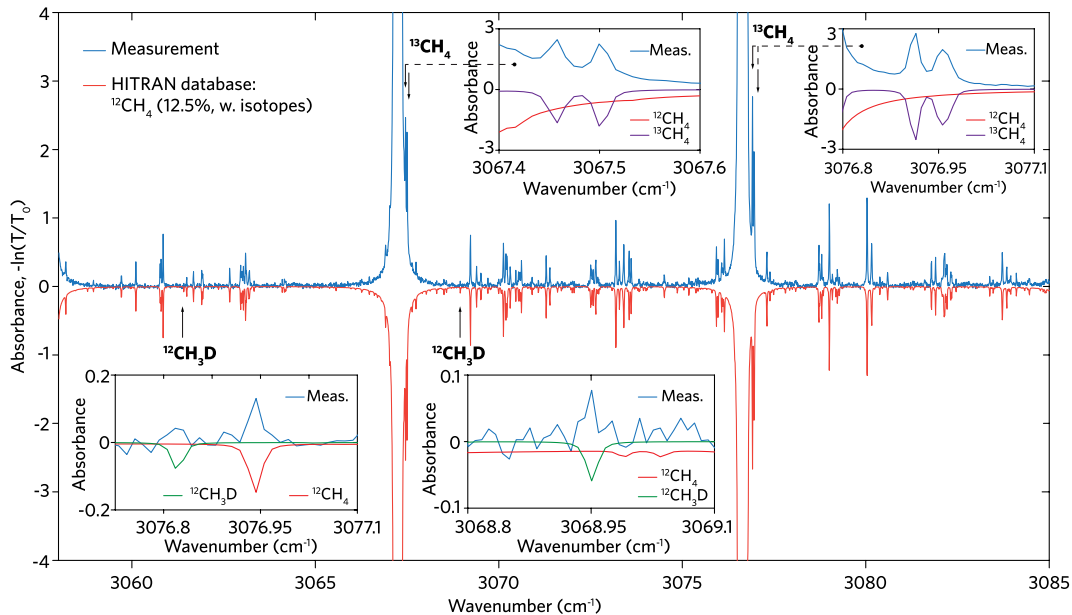 Measurement
HITRAN database:
¹²CH₄ (12.5%, w. isotopes)
Absorbance, -ln(T/T₀)
4
3
2
1
0
-1
-2
-3
-4
3060
3065
3070
3075
3080
3085
Wavenumber (cm⁻¹)
¹³CH₄
Absorbance
3
0
-3
Meas.
¹²CH₄
¹³CH₄
3067.4
3067.5
3067.6
Wavenumber (cm⁻¹)
¹³CH₄
Absorbance
3
0
-3
Meas.
¹²CH₄
¹³CH₄
3076.8
3076.95
3077.1
Wavenumber (cm⁻¹)
¹²CH₃D
Absorbance
0.2
0
-0.2
Meas.
¹²CH₃D
¹²CH₄
3076.8
3076.95
3077.1
Wavenumber (cm⁻¹)
¹²CH₃D
Absorbance
0.1
0
-0.1
Meas.
¹²CH₄
¹²CH₃D
3068.8
3068.95
3069.1
Wavenumber (cm⁻¹)